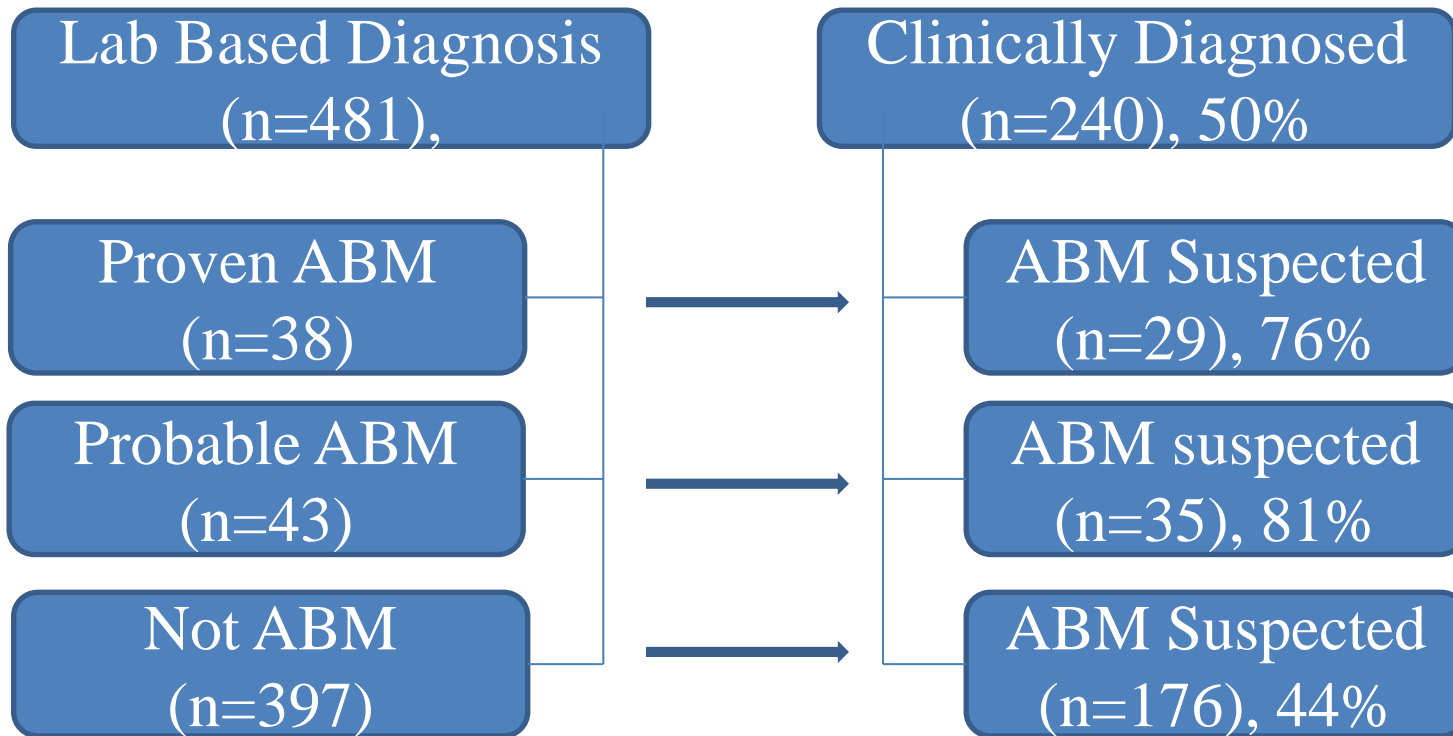 Lab Based Diagnosis
(n=481),
Clinically Diagnosed
(n=240), 50%
Proven ABM
(n=38)
ABM Suspected
(n=29), 76%
Probable ABM
(n=43)
ABM suspected
(n=35), 81%
Not ABM
(n=397)
ABM Suspected
(n=176), 44%